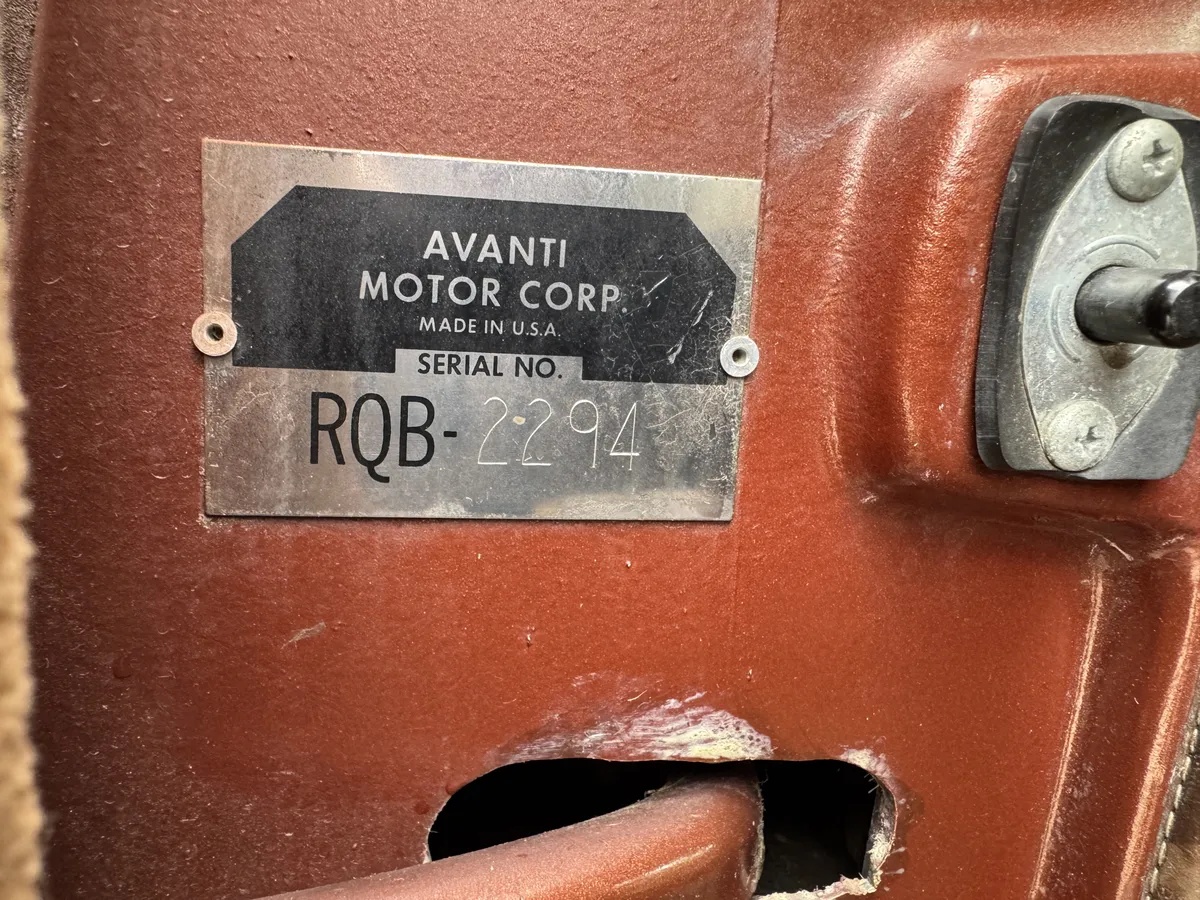 AVANTI
MOTOR CORP.
MADE IN U.S.A.
SERIAL NO.
RQB-2294